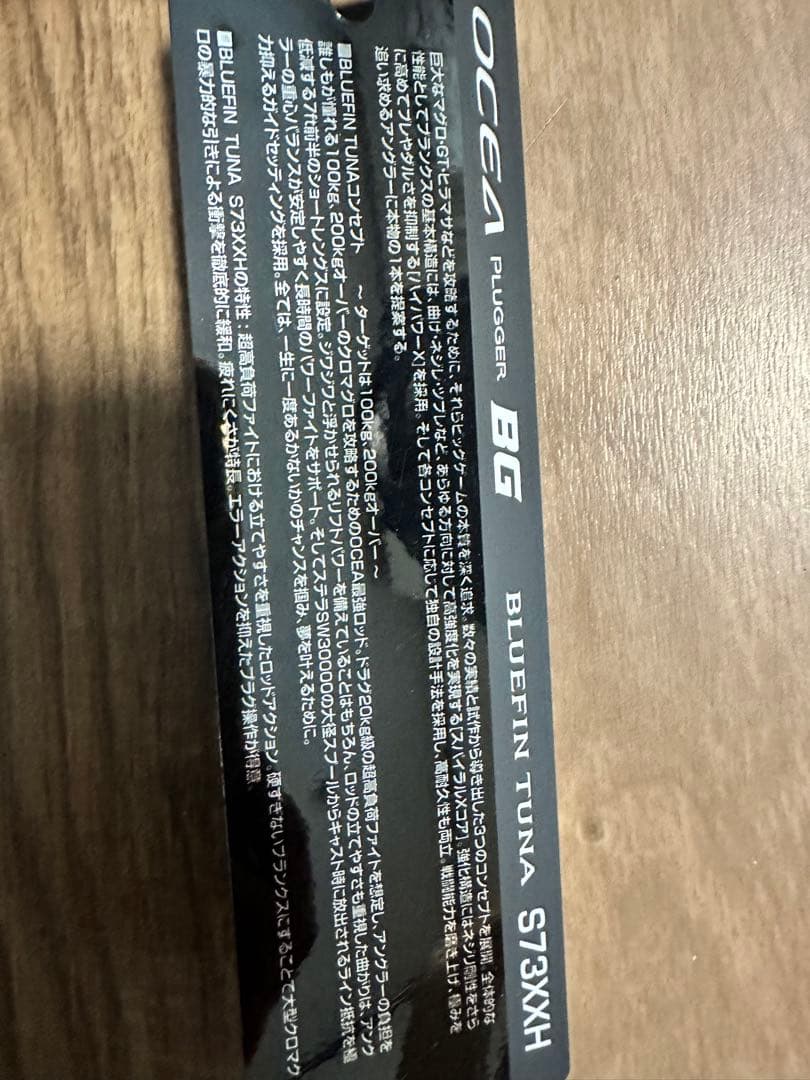 OCEA PLUGGER BG BLUEFIN TUNA S73XXH
巨大なマグロ・GT・ヒラマサなどを攻略するために、それらビッグゲームの本質を深く追求。数々の実績と試作から導き出した3つのコンセプトを展開。全体的な
性能としてブランクスの基本構造には、曲げ・ネジレ・ツブレなど、あらゆる方向に対して高強度化を実現する[スパイラルXコア]。強化構造にはネジリ剛性をさら
に高めてブレやダルさを抑制する[ハイパワーX]を採用。そして各コンセプトに応じて独自の設計手法を採用し、高耐久性も両立。戦闘能力を磨き上げ、極みを
追い求めるアングラーに本物の1本を提案する。
■BLUEFIN TUNAコンセプト ～ターゲットは100kg、200kgオーバー～
誰しもが憧れる100kg、200kgオーバーのクロマグロを攻略するためのOCEA最強ロッド。ドラグ20kg級の超高負荷ファイトを想定し、アングラーの負担を
低減する7ft前半のショートレングスに設定。ジワジワと浮かせられるリフトパワーを備えていることはもちろん、ロッドの立てやすさも重視した曲がりは、アング
ラーの重心バランスが安定しやすく長時間のパワーファイトをサポート。そしてステラSW30000の大径スプールからキャスト時に放出されるライン抵抗を極
力抑えるガイドセッティングを採用。全ては、一生に一度あるかないかのチャンスを掴み、夢を叶えるために。
■BLUEFIN TUNA S73XXHの特性：超高負荷ファイトにおける立てやすさを重視したロッドアクション。硬すぎないブランクスにすることで大型クロマグ
ロの暴力的な引きによる衝撃を徹底的に緩和。疲れにくさが特長。エラーアクションを抑えたプラグ操作が得意。